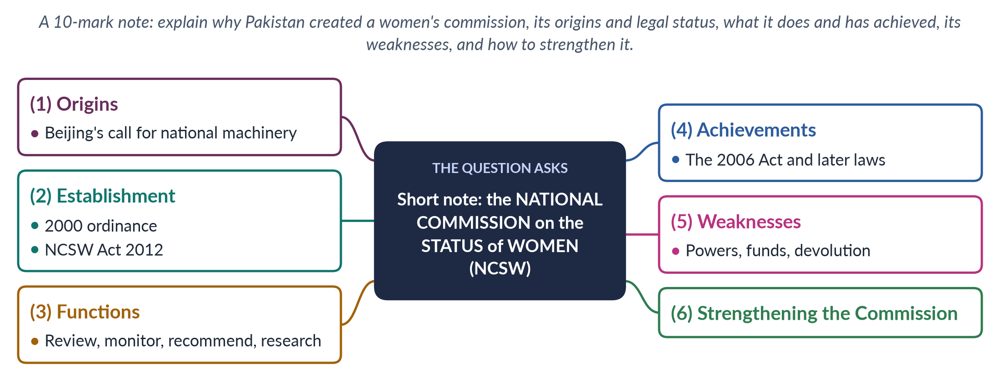 A 10-mark note: explain why Pakistan created a women's commission, its origins and legal status, what it does and has achieved, its
weaknesses, and how to strengthen it.
(1) Origins
• Beijing's call for national machinery
(2) Establishment
• 2000 ordinance
• NCSW Act 2012
(3) Functions
• Review, monitor, recommend, research
THE QUESTION ASKS
Short note: the NATIONAL
COMMISSION on the
STATUS of WOMEN
(NCSW)
(4) Achievements
• The 2006 Act and later laws
(5) Weaknesses
• Powers, funds, devolution
(6) Strengthening the Commission